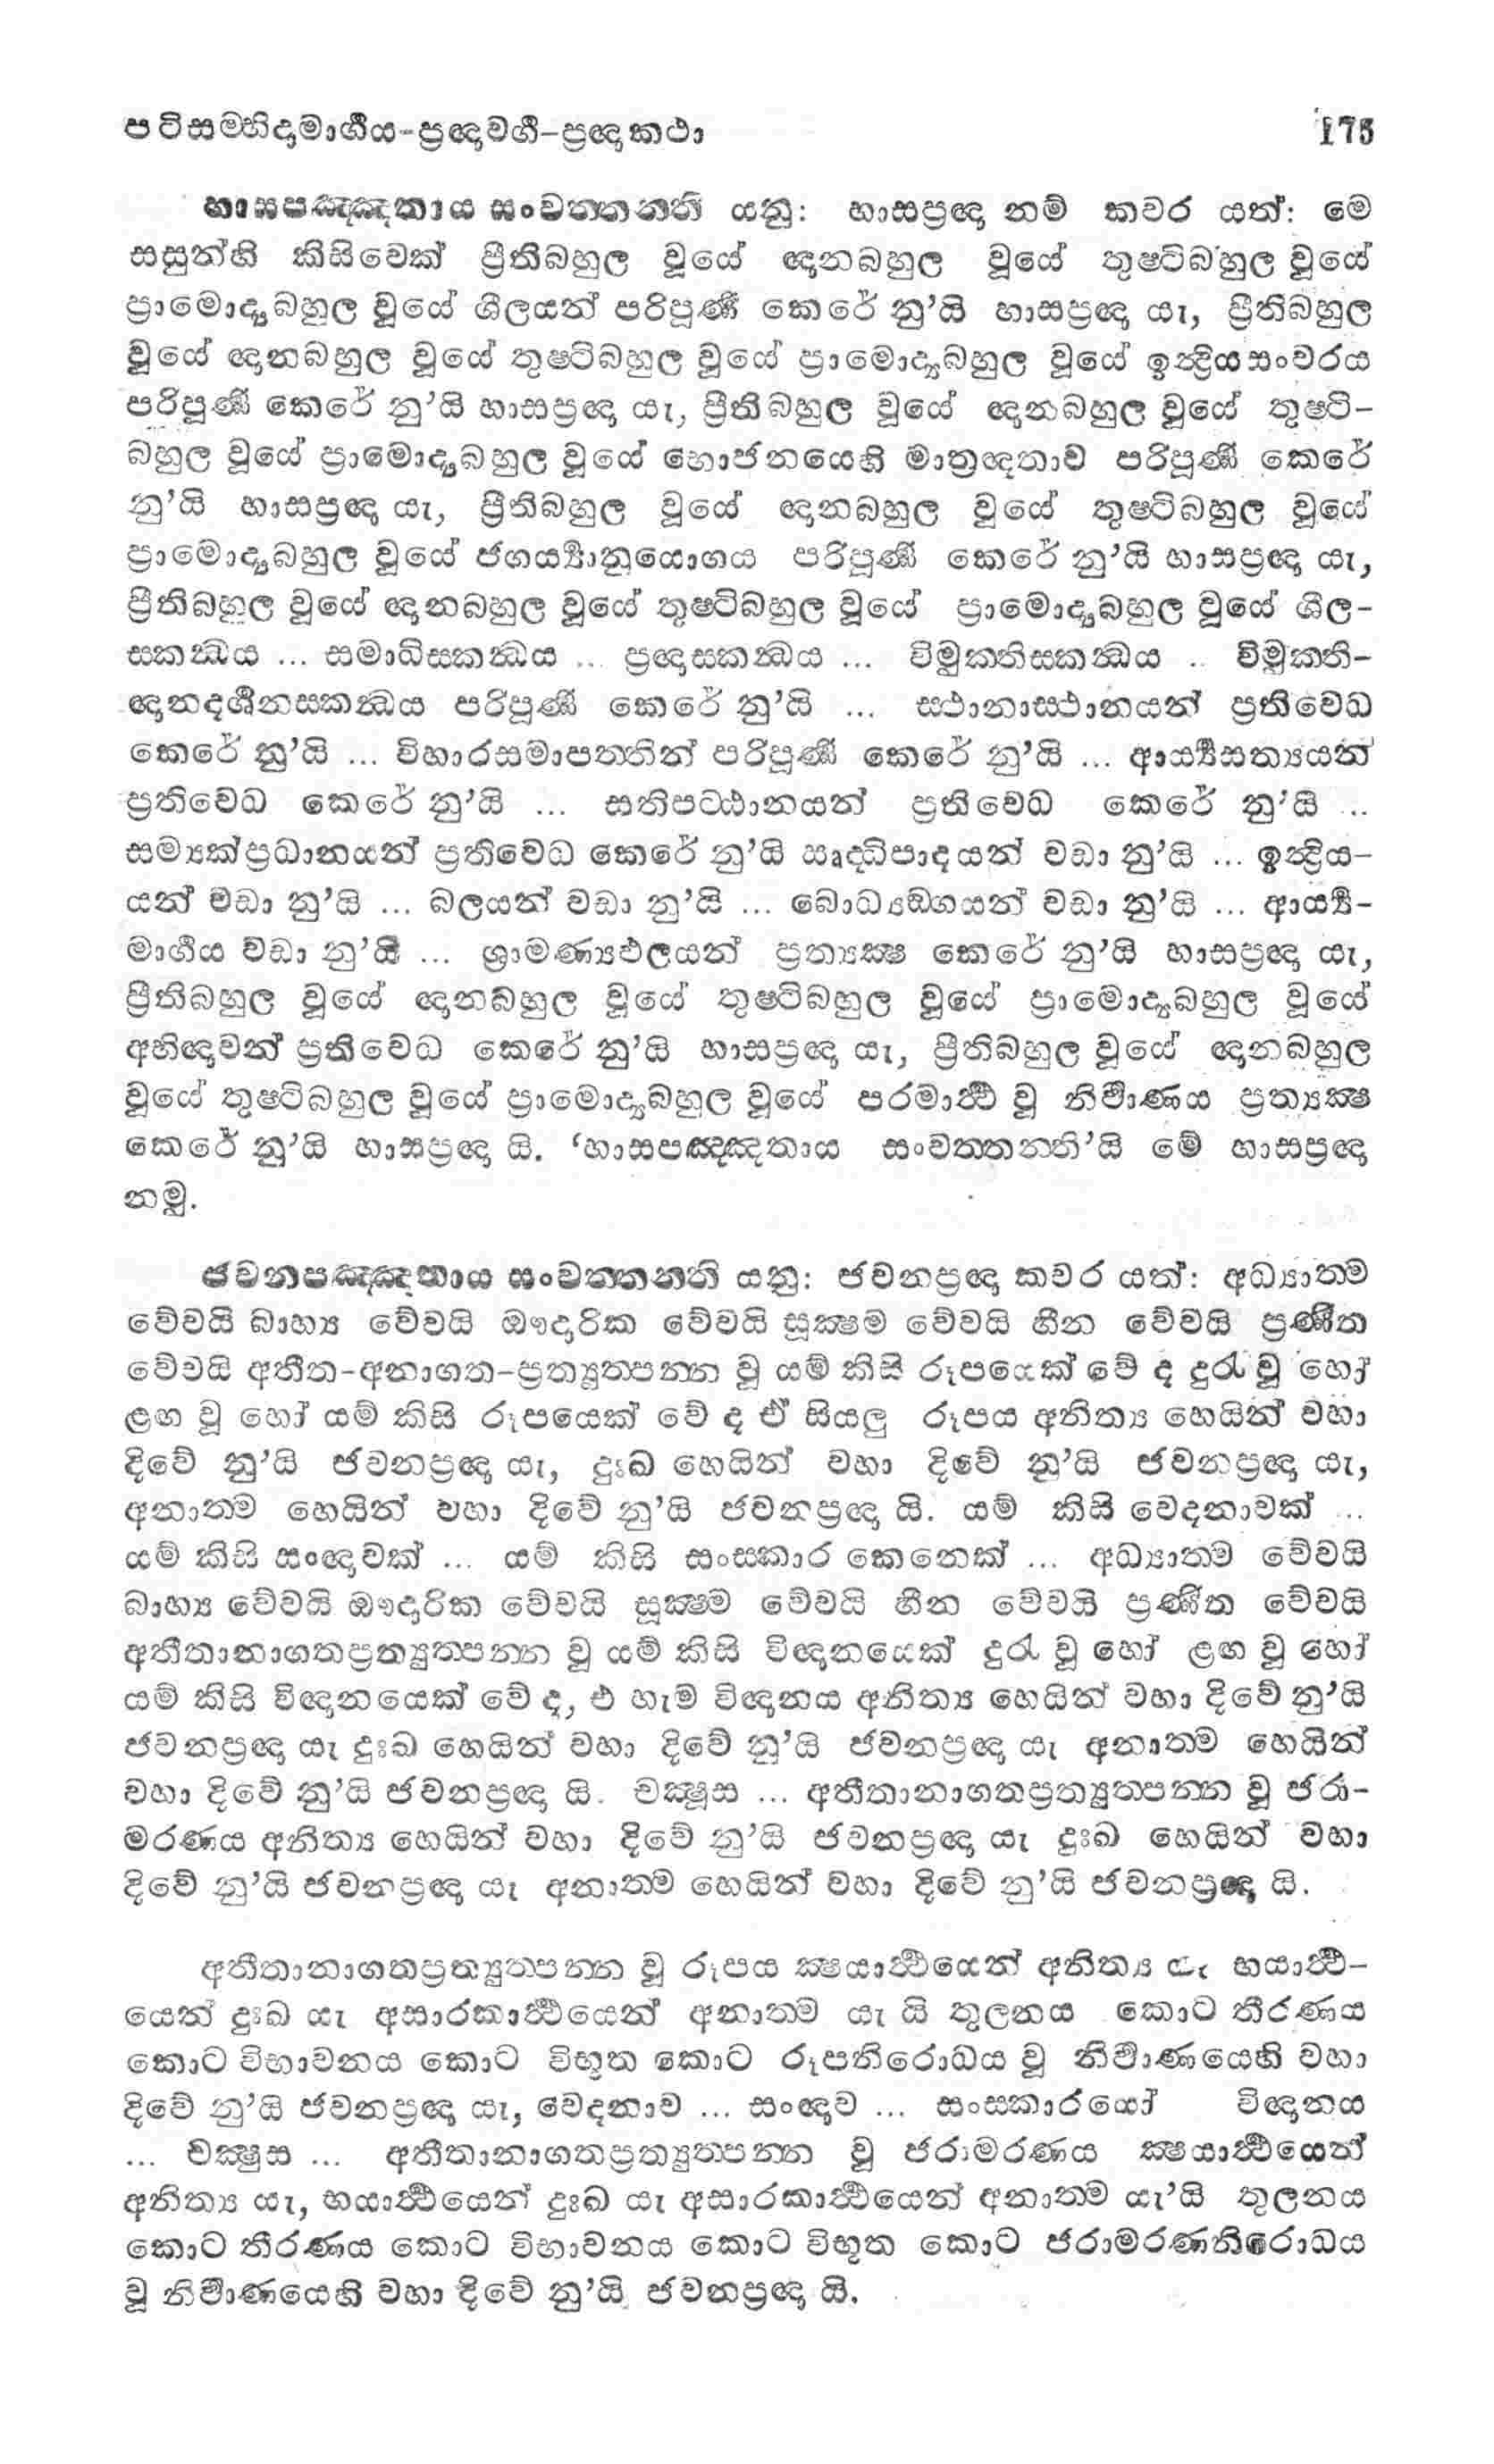 පටිසම්භිදාමාර්ගය-ප්‍රඥාවර්ග-ප්‍රඥාකථා 175
හාසපඤ්ඤතාය සංවත්තනති යනු: හාසප්‍රඥා නම් කවර යත්: මෙ
සසුන්හි කිසිවෙක් ප්‍රීතිබහුල වූයේ ඥානබහුල වූයේ තුෂ්ටිබහුල වූයේ
ප්‍රාමොද්‍යබහුල වූයේ ශීලයන් පරිපූර්ණ කෙරේ නු'යි හාසප්‍රඥා යැ, ප්‍රීතිබහුල
වූයේ ඥානබහුල වූයේ තුෂ්ටිබහුල වූයේ ප්‍රාමොද්‍යබහුල වූයේ ඉන්ද්‍රියසංවරය
පරිපූර්ණ කෙරේ නු'යි හාසප්‍රඥා යැ, ප්‍රීතිබහුල වූයේ ඥානබහුල වූයේ තුෂ්ටි-
බහුල වූයේ ප්‍රාමොද්‍යබහුල වූයේ භොජනයෙහි මාත්‍රඥතාව පරිපූර්ණ කෙරේ
නු'යි හාසප්‍රඥා යැ, ප්‍රීතිබහුල වූයේ ඥානබහුල වූයේ තුෂ්ටිබහුල වූයේ
ප්‍රාමොද්‍යබහුල වූයේ ජාගර්‍ය්‍යානුයොගය පරිපූර්ණ කෙරේ නු'යි හාසප්‍රඥා යැ,
ප්‍රීතිබහුල වූයේ ඥානබහුල වූයේ තුෂ්ටිබහුල වූයේ ප්‍රාමොද්‍යබහුල වූයේ ශීල-
ස්කන්ධය ... සමාධිස්කන්ධය ... ප්‍රඥාස්කන්ධය ... විමුක්තිස්කන්ධය .. විමුක්ති-
ඥානදර්ශනස්කන්ධය පරිපූර්ණ කෙරේ නු'යි ... ස්ථානාස්ථානයන් ප්‍රතිවෙධ
කෙරේ නු'යි ... විහාරසමාපත්තින් පරිපූර්ණ කෙරේ නු'යි ... ආර්‍ය්‍යසත්‍යයන්
ප්‍රතිවෙධ කෙරේ නු'යි ... සතිපට්ඨානයන් ප්‍රතිවෙධ කෙරේ නු'යි ...
සම්‍යක්ප්‍රධානයන් ප්‍රතිවෙධ කෙරේ නු'යි ඍද්ධිපාදයන් වඩා නු'යි ... ඉන්ද්‍රිය-
යන් වඩා නු'යි ... බලයන් වඩා නු'යි ... බොධ්‍යඞ්ගයන් වඩා නු'යි ... ආර්‍ය්‍ය-
මාර්ගය වඩා නු'යි ... ශ්‍රාමණ්‍යඵලයන් ප්‍රත්‍යක්ෂ කෙරේ නු'යි හාසප්‍රඥා යැ,
ප්‍රීතිබහුල වූයේ ඥානබහුල වූයේ තුෂ්ටිබහුල වූයේ ප්‍රාමොද්‍යබහුල වූයේ
අභිඥාවන් ප්‍රතිවෙධ කෙරේ නු'යි හාසප්‍රඥා යැ, ප්‍රීතිබහුල වූයේ ඥානබහුල
වූයේ තුෂ්ටිබහුල වූයේ ප්‍රාමොද්‍යබහුල වූයේ පරමාර්ථ වූ නිර්වාණය ප්‍රත්‍යක්ෂ
කෙරේ නු'යි හාසප්‍රඥා යි. ‘හාසපඤ්ඤතාය සංවත්තනති’යි මේ හාසප්‍රඥා
නමු.
ජවනපඤ්ඤතාය සංවත්තනති යනු: ජවනප්‍රඥා කවර යත්: අධ්‍යාත්ම
වේවයි බාහ්‍ය වේවයි ඖදාරික වේවයි සූක්ෂ්ම වේවයි හීන වේවයි ප්‍රණීත
වේවයි අතීත-අනාගත-ප්‍රත්‍යුත්පන්න වූ යම් කිසි රූපයෙක් වේ ද දුරැ වූ හෝ
ළඟ වූ හෝ යම් කිසි රූපයෙක් වේ ද ඒ සියලු රූපය අනිත්‍ය හෙයින් වහා
දිවේ නු'යි ජවනප්‍රඥා යැ, දුඃඛ හෙයින් වහා දිවේ නු'යි ජවනප්‍රඥා යැ,
අනාත්ම හෙයින් වහා දිවේ නු'යි ජවනප්‍රඥා යි. යම් කිසි වෙදනාවක් ...
යම් කිසි සංඥාවක් ... යම් කිසි සංස්කාර කෙනෙක් ... අධ්‍යාත්ම වේවයි
බාහ්‍ය වේවයි ඖදාරික වේවයි සූක්ෂ්ම වේවයි හීන වේවයි ප්‍රණීත වේවයි
අතීතානාගතප්‍රත්‍යුත්පන්න වූ යම් කිසි විඥානයෙක් දුරැ වූ හෝ ළඟ වූ හෝ
යම් කිසි විඥානයෙක් වේ ද, එ හැම විඥානය අනිත්‍ය හෙයින් වහා දිවේ නු'යි
ජවනප්‍රඥා යැ දුඃඛ හෙයින් වහා දිවේ නු'යි ජවනප්‍රඥා යැ අනාත්ම හෙයින්
වහා දිවේ නු'යි ජවනප්‍රඥා යි. චක්ෂූස ... අතීතානාගතප්‍රත්‍යුත්පන්න වූ ජරා-
මරණය අනිත්‍ය හෙයින් වහා දිවේ නු'යි ජවනප්‍රඥා යැ දුඃඛ හෙයින් වහා
දිවේ නු'යි ජවනප්‍රඥා යැ අනාත්ම හෙයින් වහා දිවේ නු'යි ජවනප්‍රඥා යි.
අතීතානාගතප්‍රත්‍යුත්පන්න වූ රූපය ක්ෂයාර්ථයෙන් අනිත්‍ය යැ භයාර්ථ-
යෙන් දුඃඛ යැ අසාරකාර්ථයෙන් අනාත්ම යැ යි තුලනය කොට තීරණය
කොට විභාවනය කොට විභූත කොට රූපනිරොධය වූ නිර්වාණයෙහි වහා
දිවේ නු'යි ජවනප්‍රඥා යැ, වෙදනාව ... සංඥාව ... සංස්කාරයෝ විඥානය
... චක්ෂුස ... අතීතානාගතප්‍රත්‍යුත්පන්න වූ ජරාමරණය ක්ෂයාර්ථයෙන්
අනිත්‍ය යැ, භයාර්ථයෙන් දුඃඛ යැ අසාරකාර්ථයෙන් අනාත්ම යැ'යි තුලනය
කොට තීරණය කොට විභාවනය කොට විභූත කොට ජරාමරණනිරොධය
වූ නිර්වාණයෙහි වහා දිවේ නු'යි ජවනප්‍රඥා යි.